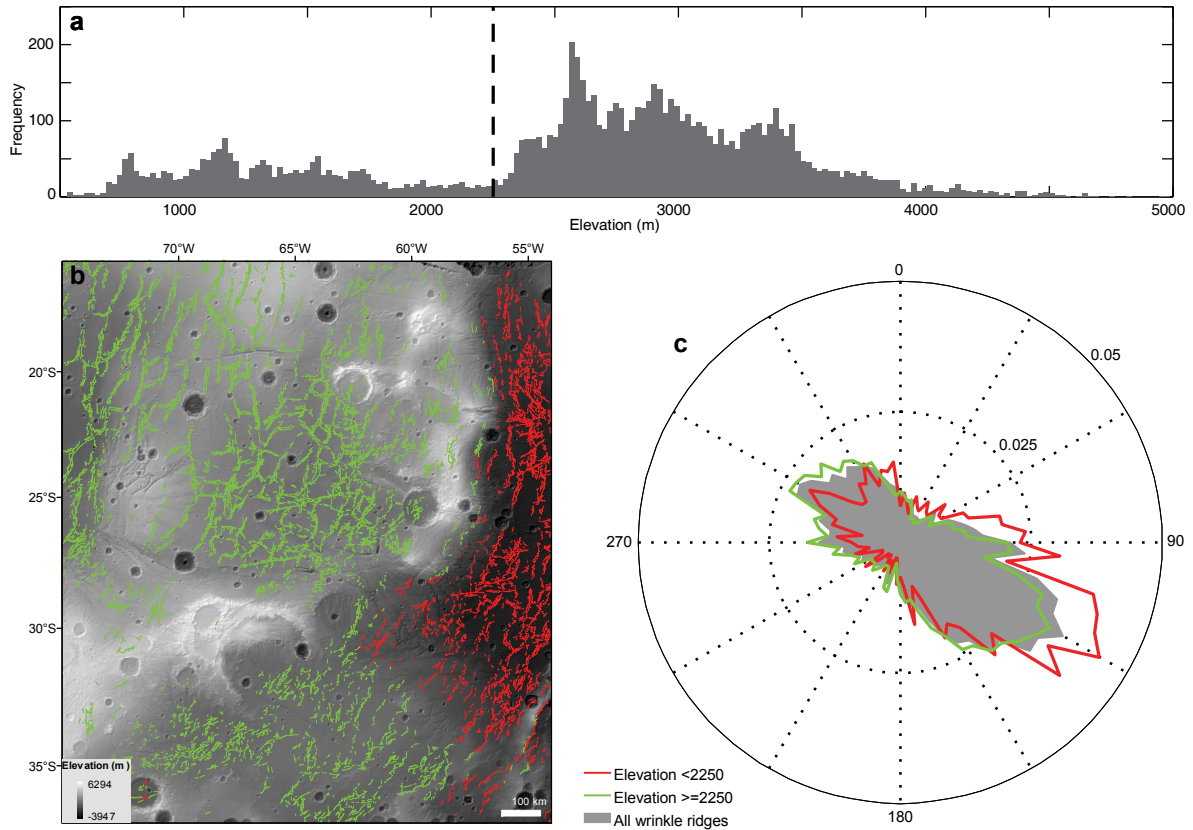 a
200
100
0
Frequency
1000
2000
3000
4000
5000
Elevation (m)
70°W
65°W
60°W
55°W
b
20°S
25°S
30°S
35°S
Elevation (m )
6294
-3947
100 km
c
0
0.05
0.025
270
90
180
Elevation <2250
Elevation >=2250
All wrinkle ridges